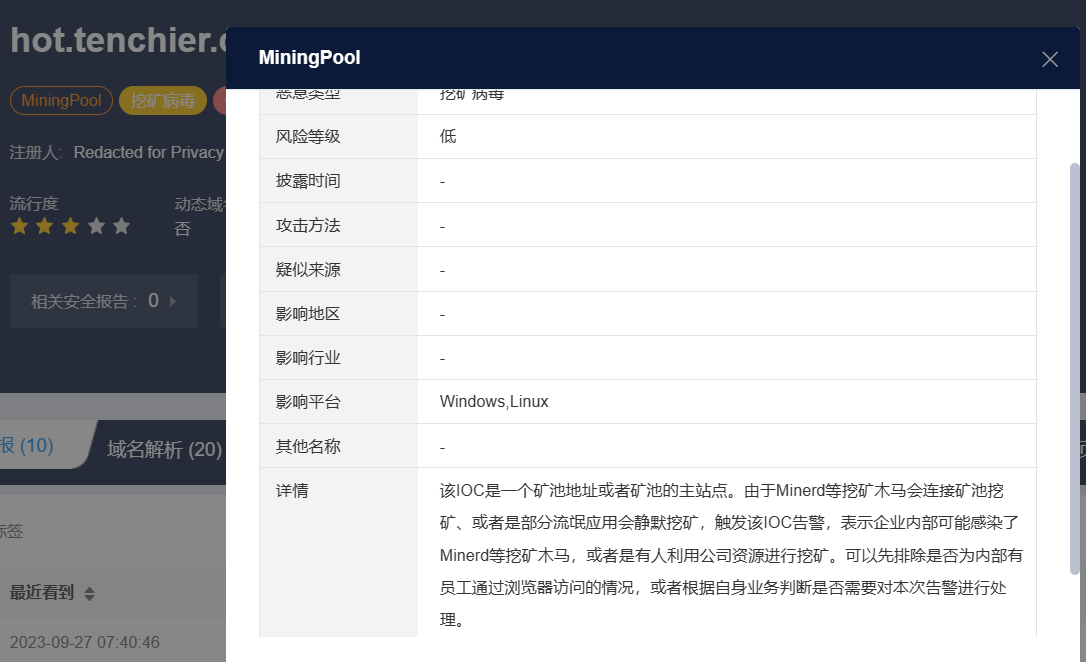 hot.tenchier.
MiningPool
MiningPool 挖矿病毒
恶意类型 挖矿病毒
注册人: Redacted for Privacy
风险等级 低
披露时间 -
流行度 动态域
否
攻击方法 -
疑似来源 -
相关安全报告: 0
影响地区 -
影响行业 -
影响平台 Windows,Linux
报 (10) 域名解析 (20)
其他名称 -
详情 该IOC是一个矿池地址或者矿池的主站点。由于Minerd等挖矿木马会连接矿池挖
矿、或者是部分流氓应用会静默挖矿，触发该IOC告警，表示企业内部可能感染了
Minerd等挖矿木马，或者是有人利用公司资源进行挖矿。可以先排除是否为内部有
员工通过浏览器访问的情况，或者根据自身业务判断是否需要对本次告警进行处
理。
标签
最近看到
2023-09-27 07:40:46